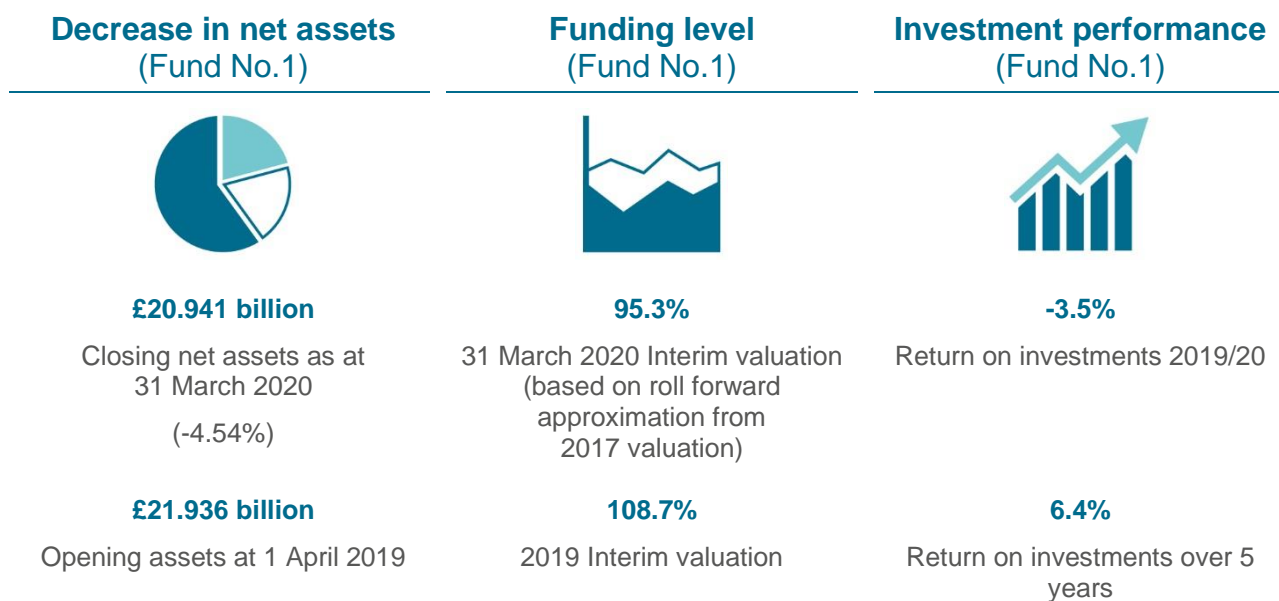 Decrease in net assets
(Fund No.1)
£20.941 billion
Closing net assets as at
31 March 2020
(-4.54%)
£21.936 billion
Opening assets at 1 April 2019
Funding level
(Fund No.1)
95.3%
31 March 2020 Interim valuation
(based on roll forward
approximation from
2017 valuation)
108.7%
2019 Interim valuation
Investment performance
(Fund No.1)
-3.5%
Return on investments 2019/20
6.4%
Return on investments over 5
years